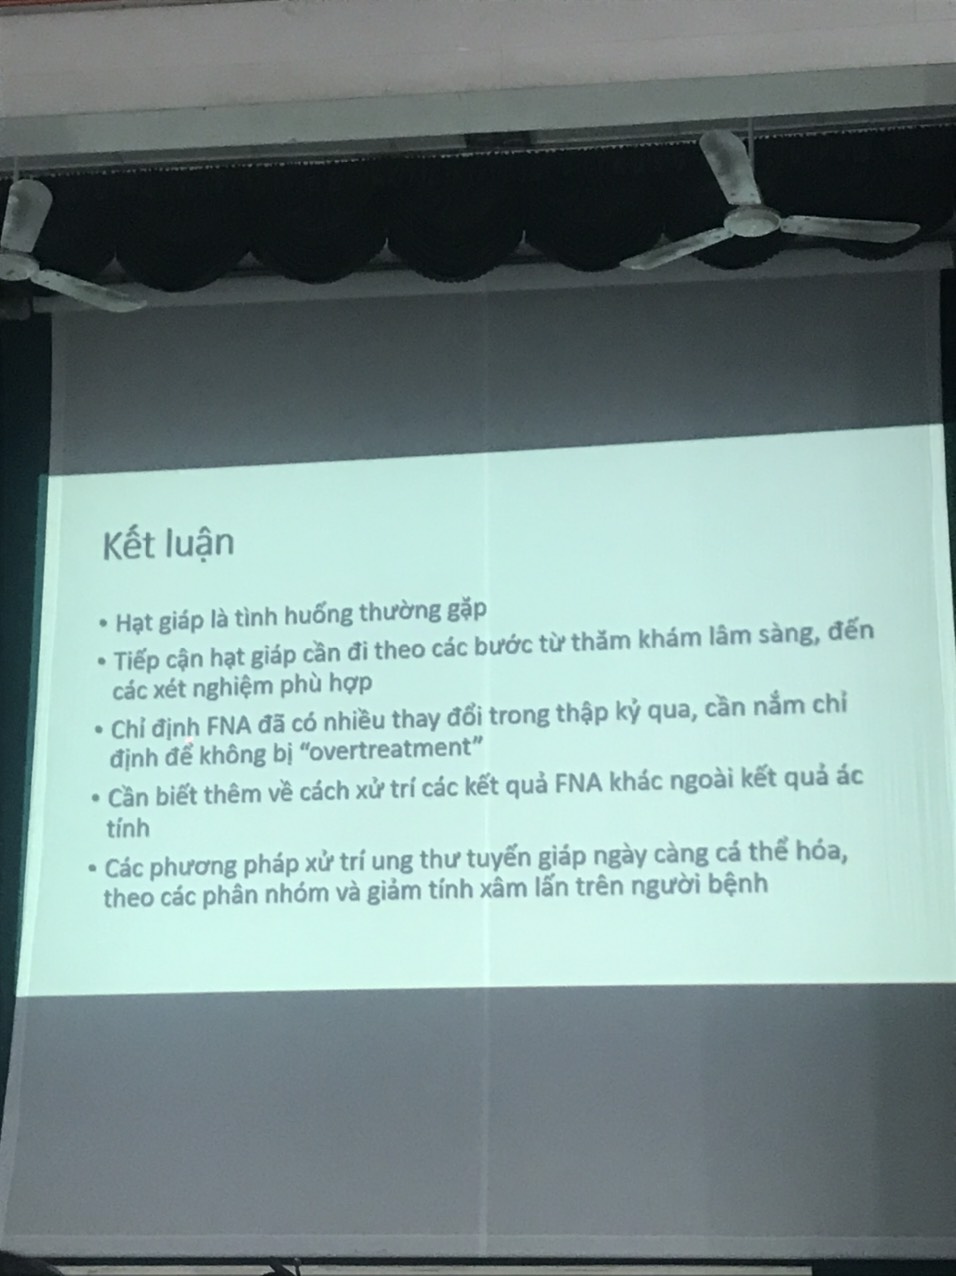 Kết luận
• Hạt giáp là tình huống thường gặp
• Tiếp cận hạt giáp cần đi theo các bước từ thăm khám lâm sàng, đến
các xét nghiệm phù hợp
• Chỉ định FNA đã có nhiều thay đổi trong thập kỷ qua, cần nắm chỉ
định để không bị “overtreatment”
• Cần biết thêm về cách xử trí các kết quả FNA khác ngoài kết quả ác
tính
• Các phương pháp xử trí ung thư tuyến giáp ngày càng cá thể hóa,
theo các phân nhóm và giảm tính xâm lấn trên người bệnh